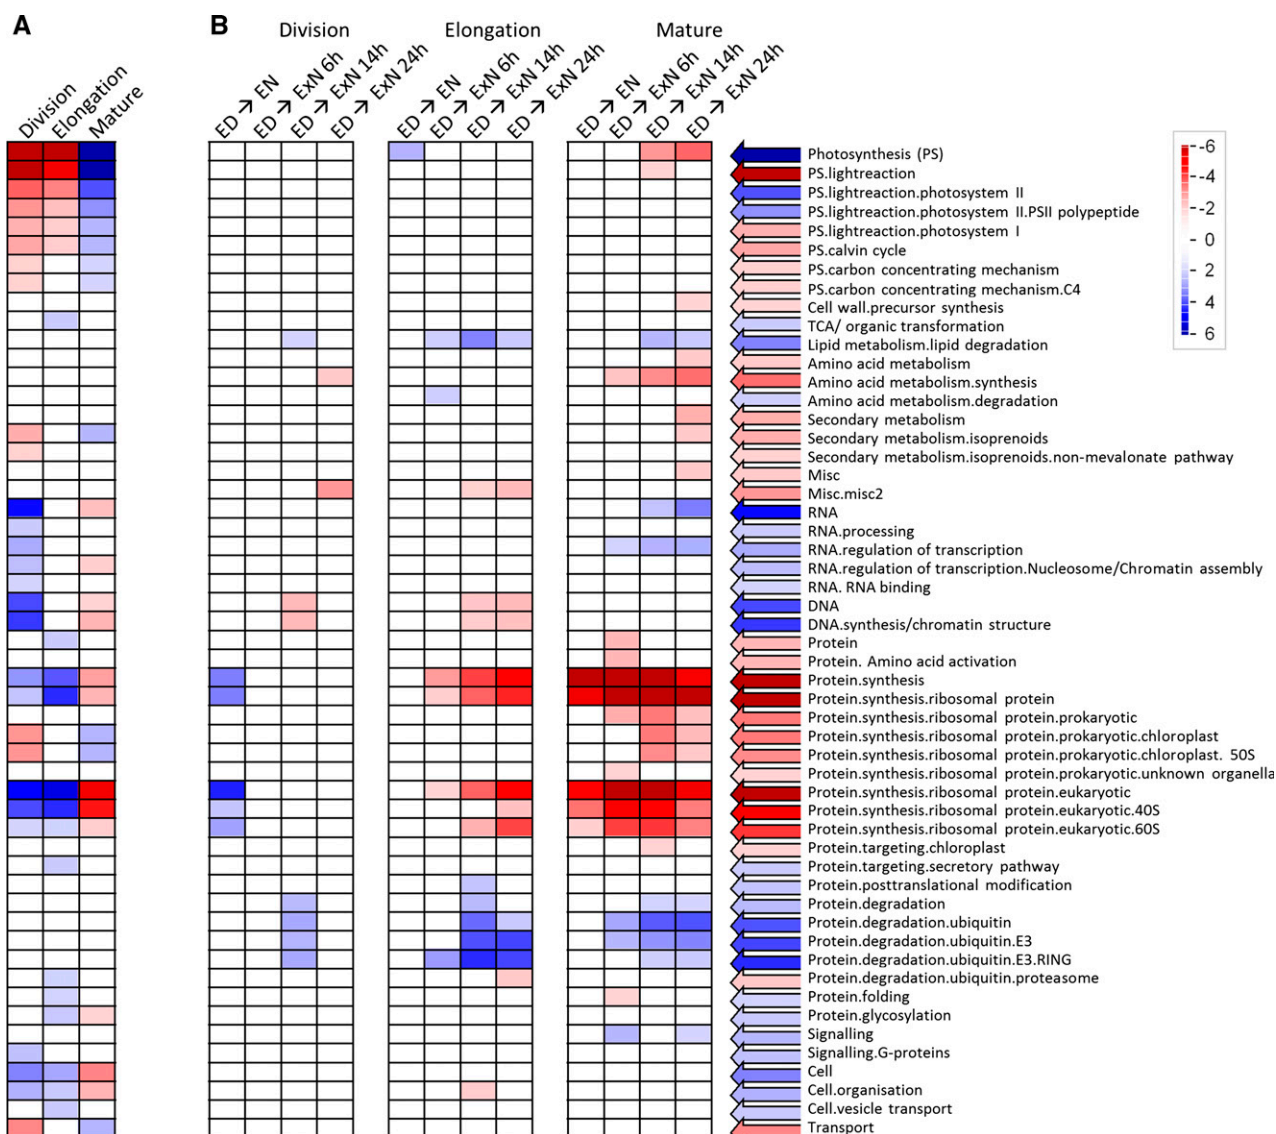 A
B
Division
Elongation
Mature
Division
Elongation
Mature
ED → EN
ED → ExN 6h
ED → ExN 14h
ED → ExN 24h
ED → EN
ED → ExN 6h
ED → ExN 14h
ED → ExN 24h
ED → EN
ED → ExN 6h
ED → ExN 14h
ED → ExN 24h
Photosynthesis (PS)
PS.lightreaction
PS.lightreaction.photosystem II
PS.lightreaction.photosystem II.PSII polypeptide
PS.lightreaction.photosystem I
PS.calvin cycle
PS.carbon concentrating mechanism
PS.carbon concentrating mechanism.C4
Cell wall.precursor synthesis
TCA/ organic transformation
Lipid metabolism.lipid degradation
Amino acid metabolism
Amino acid metabolism.synthesis
Amino acid metabolism.degradation
Secondary metabolism
Secondary metabolism.isoprenoids
Secondary metabolism.isoprenoids.non-mevalonate pathway
Misc
Misc.misc2
RNA
RNA.processing
RNA.regulation of transcription
RNA.regulation of transcription.Nucleosome/Chromatin assembly
RNA. RNA binding
DNA
DNA.synthesis/chromatin structure
Protein
Protein. Amino acid activation
Protein.synthesis
Protein.synthesis.ribosomal protein
Protein.synthesis.ribosomal protein.prokaryotic
Protein.synthesis.ribosomal protein.prokaryotic.chloroplast
Protein.synthesis.ribosomal protein.prokaryotic.chloroplast. 50S
Protein.synthesis.ribosomal protein.prokaryotic.unknown organella
Protein.synthesis.ribosomal protein.eukaryotic
Protein.synthesis.ribosomal protein.eukaryotic.40S
Protein.synthesis.ribosomal protein.eukaryotic.60S
Protein.targeting.chloroplast
Protein.targeting.secretory pathway
Protein.posttranslational modification
Protein.degradation
Protein.degradation.ubiquitin
Protein.degradation.ubiquitin.E3
Protein.degradation.ubiquitin.E3.RING
Protein.degradation.ubiquitin.proteasome
Protein.folding
Protein.glycosylation
Signalling
Signalling.G-proteins
Cell
Cell.organisation
Cell.vesicle transport
Transport
-6
-4
-2
0
2
4
6